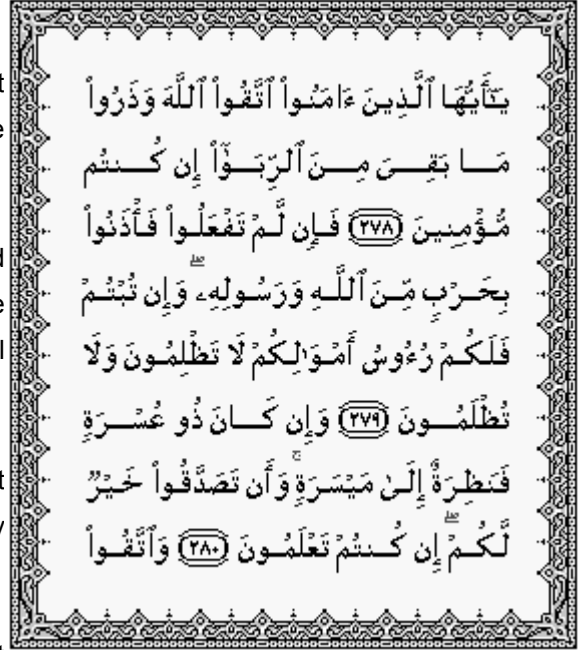 يَـٰٓأَيُّهَا ٱلَّذِينَ ءَامَنُواْ ٱتَّقُواْ ٱللَّهَ وَذَرُواْ
مَا بَقِىَ مِنَ ٱلرِّبَوٰٓاْ إِن كُنتُم
مُّؤْمِنِينَ ٢٧٨ فَإِن لَّمْ تَفْعَلُواْ فَأْذَنُواْ
بِحَرْبٍ مِّنَ ٱللَّهِ وَرَسُولِهِۦۖ وَإِن تُبْتُمْ
فَلَكُمْ رُءُوسُ أَمْوَٰلِكُمْ لَا تَظْلِمُونَ وَلَا
تُظْلَمُونَ ٢٧٩ وَإِن كَانَ ذُو عُسْرَةٍ
فَنَظِرَةٌ إِلَىٰ مَيْسَرَةٍۚ وَأَن تَصَدَّقُواْ خَيْرٌ
لَّكُمْۖ إِن كُنتُمْ تَعْلَمُونَ ٢٨٠ وَٱتَّقُواْ